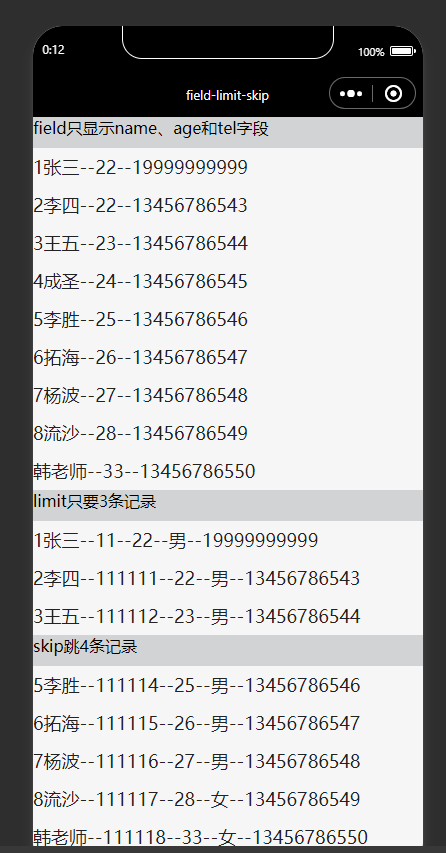 0:12
100%
field-limit-skip
field只显示name、age和tel字段
1张三--22--19999999999
2李四--22--13456786543
3王五--23--13456786544
4成圣--24--13456786545
5李胜--25--13456786546
6拓海--26--13456786547
7杨波--27--13456786548
8流沙--28--13456786549
韩老师--33--13456786550
limit只要3条记录
1张三--11--22--男--19999999999
2李四--111111--22--男--13456786543
3王五--111112--23--男--13456786544
skip跳4条记录
5李胜--111114--25--男--13456786546
6拓海--111115--26--男--13456786547
7杨波--111116--27--男--13456786548
8流沙--111117--28--女--13456786549
韩老师--111118--33--女--13456786550